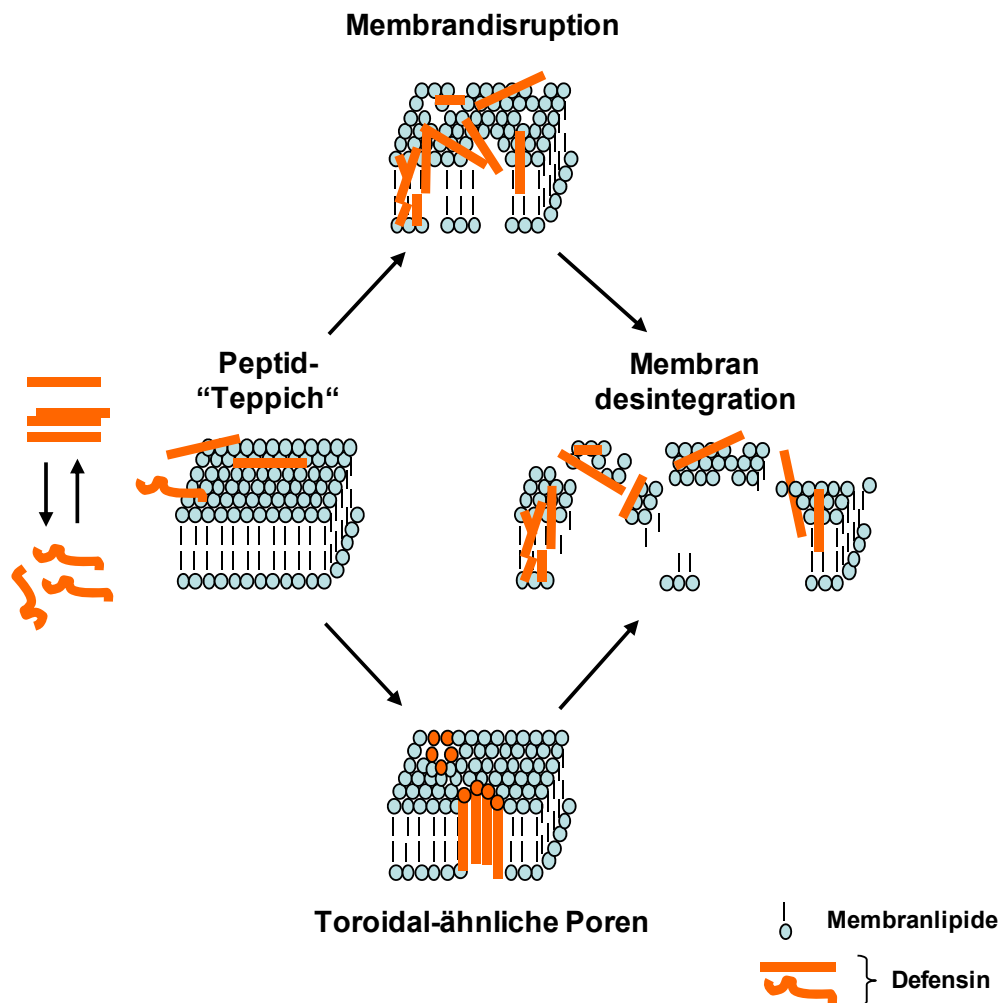 Membrandisruption
Peptid-
“Teppich“
Membran
desintegration
Toroidal-ähnliche Poren
Membranlipide
Defensin